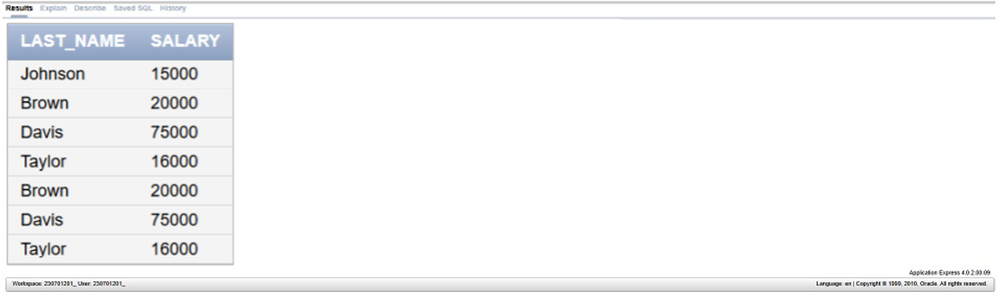 Results Explain Describe Saved SQL History
LAST_NAME SALARY
Johnson 15000
Brown 20000
Davis 75000
Taylor 16000
Brown 20000
Davis 75000
Taylor 16000
Application Express 4.0.2.00.09
Workspace: 230701201_ User: 230701201_ Language: en | Copyright © 1999, 2010, Oracle. All rights reserved.